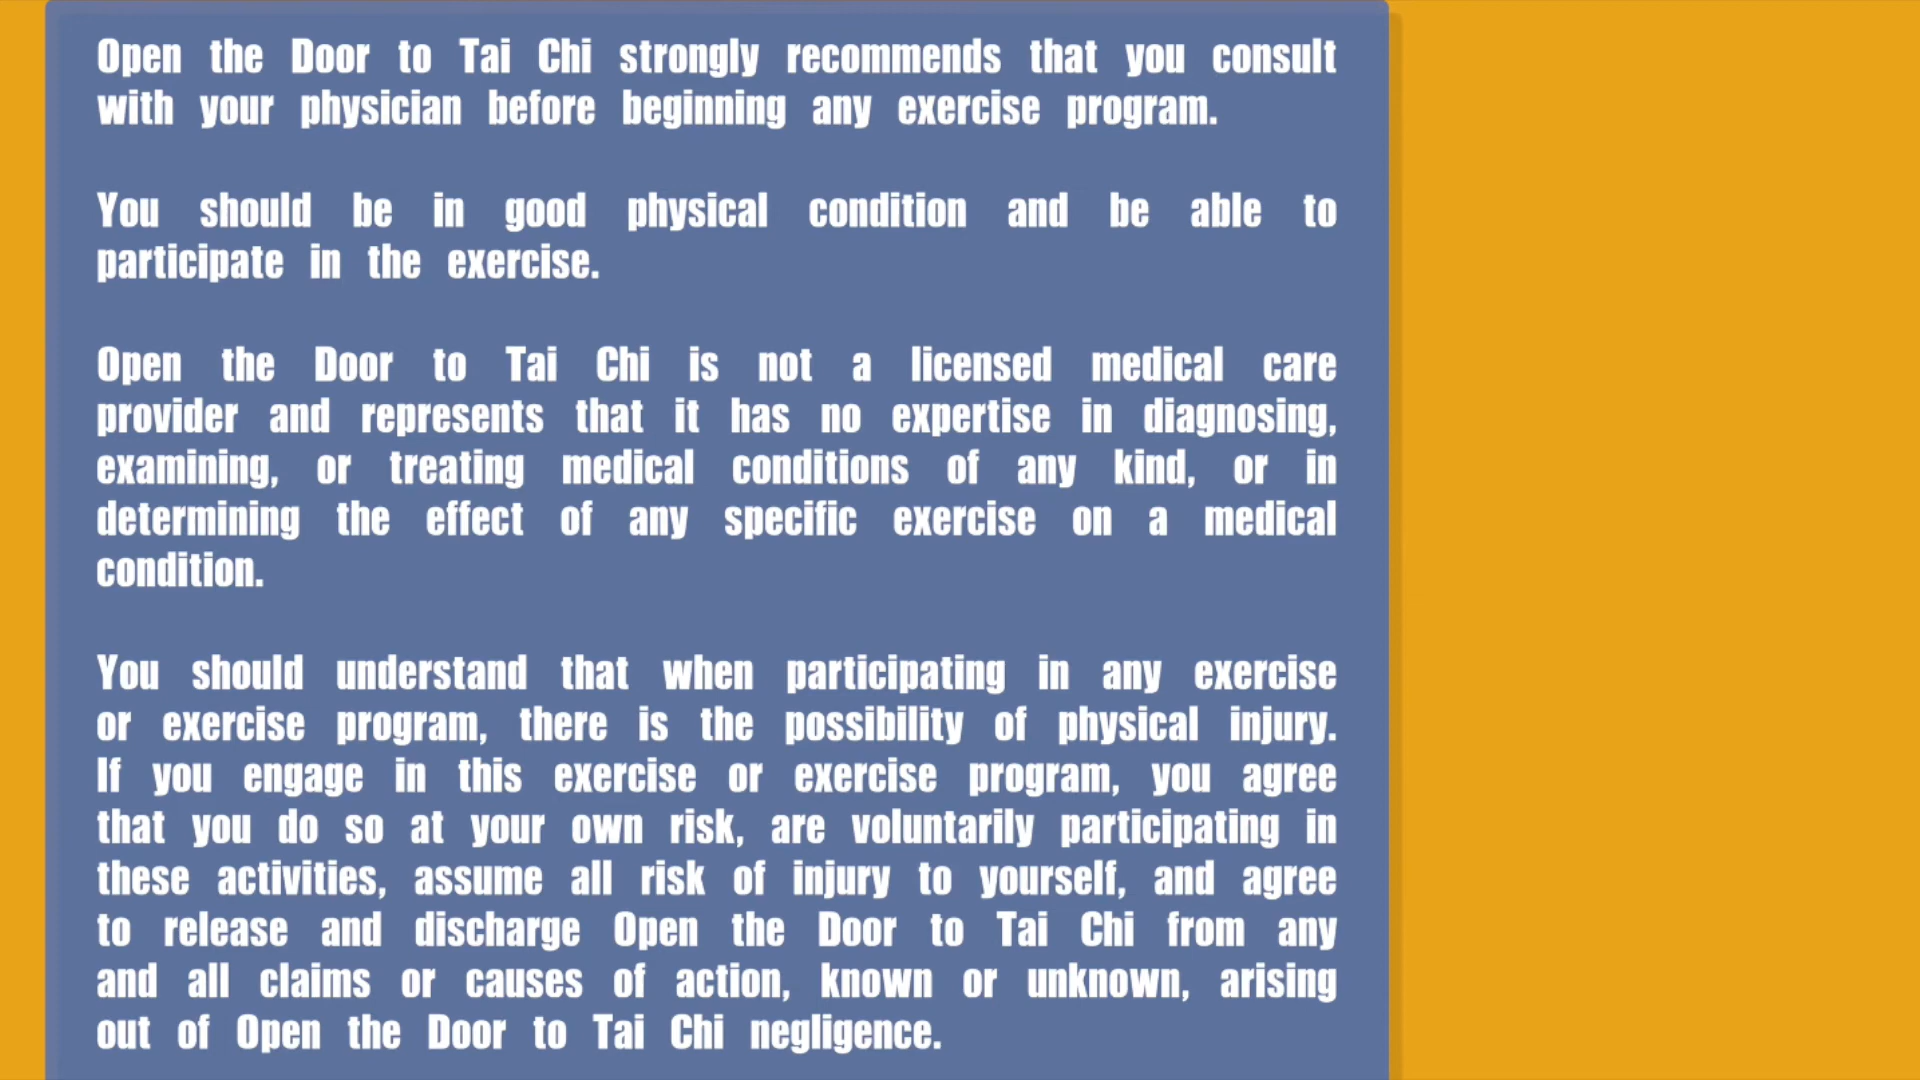 Open the Door to Tai Chi strongly recommends that you consult
with your physician before beginning any exercise program.
You should be in good physical condition and be able to
participate in the exercise.
Open the Door to Tai Chi is not a licensed medical care
provider and represents that it has no expertise in diagnosing,
examining, or treating medical conditions of any kind, or in
determining the effect of any specific exercise on a medical
condition.
You should understand that when participating in any exercise
or exercise program, there is the possibility of physical injury.
If you engage in this exercise or exercise program, you agree
that you do so at your own risk, are voluntarily participating in
these activities, assume all risk of injury to yourself, and agree
to release and discharge Open the Door to Tai Chi from any
and all claims or causes of action, known or unknown, arising
out of Open the Door to Tai Chi negligence.